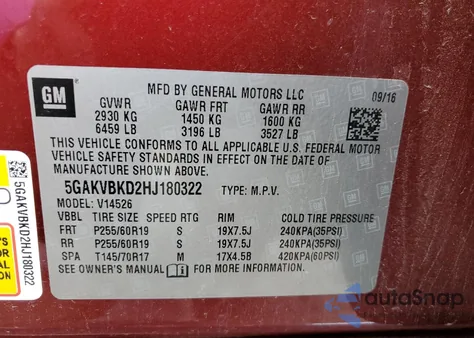 GM
MFD BY GENERAL MOTORS LLC
09/16
GVWR GAWR FRT GAWR RR
2930 KG 1450 KG 1600 KG
6459 LB 3196 LB 3527 LB
THIS VEHICLE CONFORMS TO ALL APPLICABLE U.S. FEDERAL MOTOR
VEHICLE SAFETY STANDARDS IN EFFECT ON THE DATE OF
MANUFACTURE SHOWN ABOVE.
5GAKVBKD2HJ180322 TYPE: M.P.V.
MODEL: V14526
VBBL TIRE SIZE SPEED RTG RIM COLD TIRE PRESSURE
FRT P255/60R19 S 19X7.5J 240KPA(35PSI)
RR P255/60R19 S 19X7.5J 240KPA(35PSI)
SPA T145/70R17 M 17X4.5B 420KPA(60PSI)
SEE OWNER'S MANUAL FOR MORE INFORMATION
5GAKVBKD2HJ180322
autoSnap